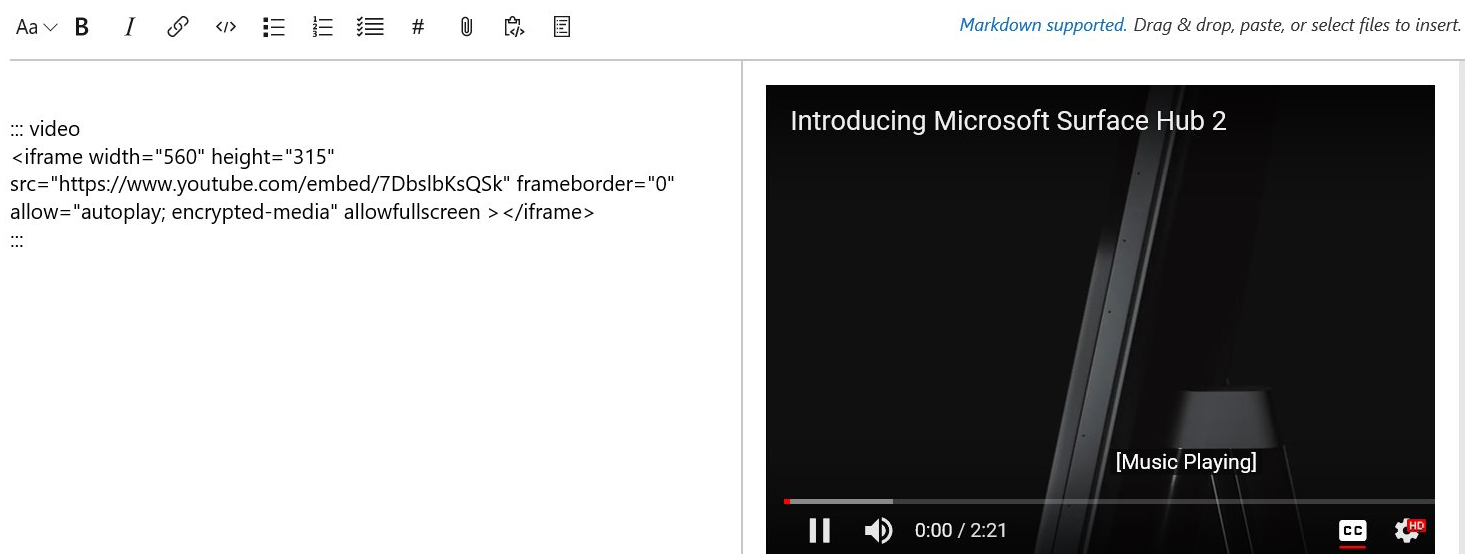 Aa B I </> #
Markdown supported. Drag & drop, paste, or select files to insert.
::: video
<iframe width="560" height="315"
src="https://www.youtube.com/embed/7DbslbKsQSk" frameborder="0"
allow="autoplay; encrypted-media" allowfullscreen ></iframe>
:::
Introducing Microsoft Surface Hub 2
[Music Playing]
0:00 / 2:21
CC
HD